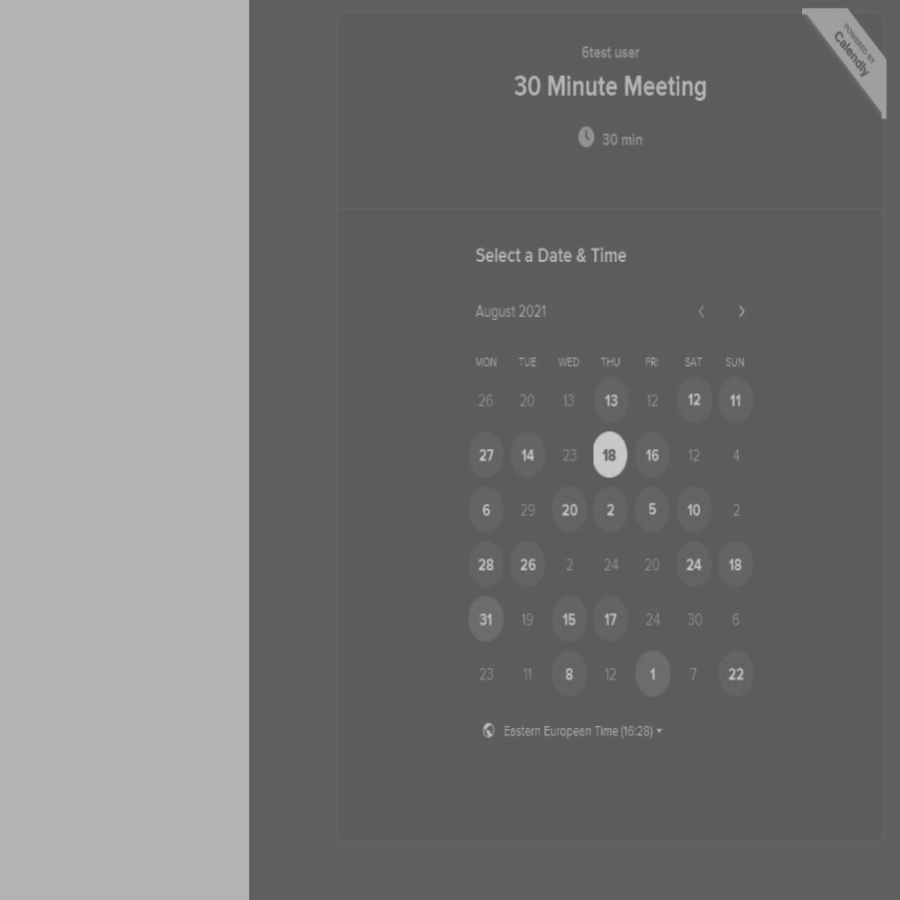 POWERED BY
Calendly
6test user
30 Minute Meeting
30 min
Select a Date & Time
August 2021
MON TUE WED THU FRI SAT SUN
26 20 13 13 12 12 11
27 14 23 18 16 12 4
6 29 20 2 5 10 2
28 26 2 24 20 24 18
31 19 15 17 24 30 6
23 11 8 12 1 7 22
Eastern European Time (16:28)